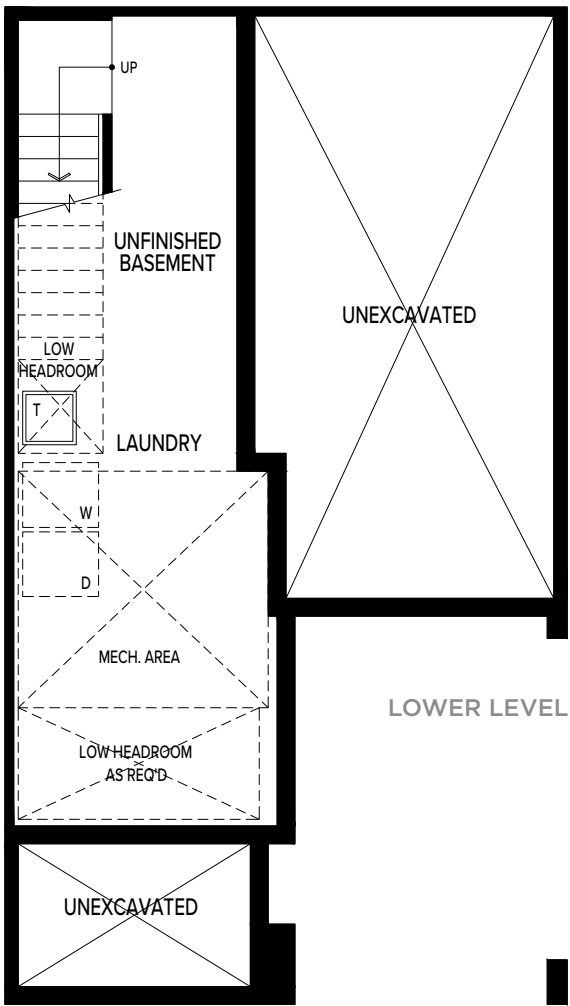 UP
UNFINISHED
BASEMENT
UNEXCAVATED
LOW
HEADROOM
T
LAUNDRY
W
D
MECH. AREA
LOWER LEVEL
LOW HEADROOM
AS REQ'D
UNEXCAVATED